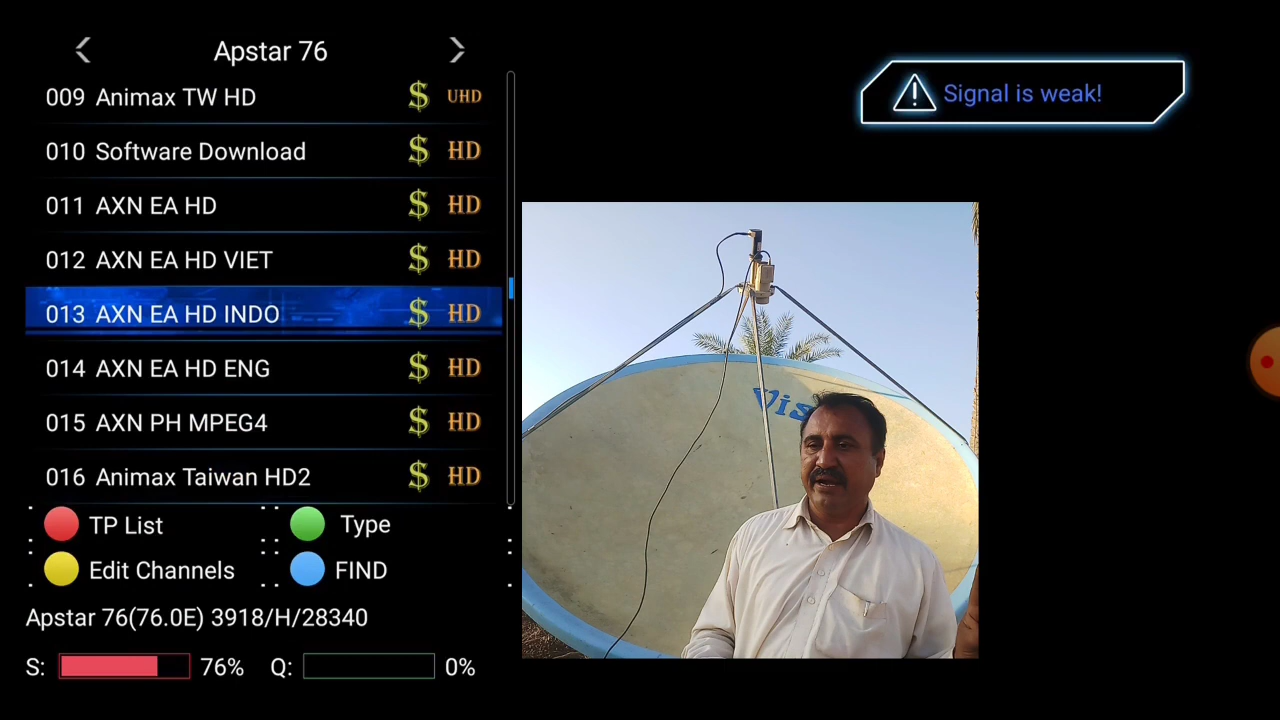 Apstar 76
009 Animax TW HD $ UHD
010 Software Download $ HD
011 AXN EA HD $ HD
012 AXN EA HD VIET $ HD
013 AXN EA HD INDO $ HD
014 AXN EA HD ENG $ HD
015 AXN PH MPEG4 $ HD
016 Animax Taiwan HD2 $ HD
TP List
Type
Edit Channels
FIND
Apstar 76(76.0E) 3918/H/28340
S: 76% Q: 0%
Signal is weak!
Vis